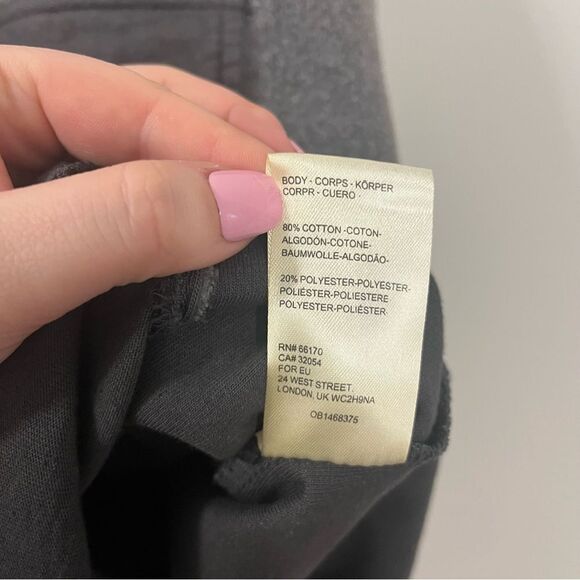 BODY - CORPS - KÖRPER
CORPR - CUERO -
80% COTTON -COTON-
ALGODÓN-COTONE-
BAUMWOLLE-ALGODÃO-
20% POLYESTER-POLYESTER-
POLIÉSTER-POLIESTERE
POLYESTER-POLIÉSTER
RN# 66170
CA# 32054
FOR EU
24 WEST STREET.
LONDON, UK WC2H9NA
OB1468375